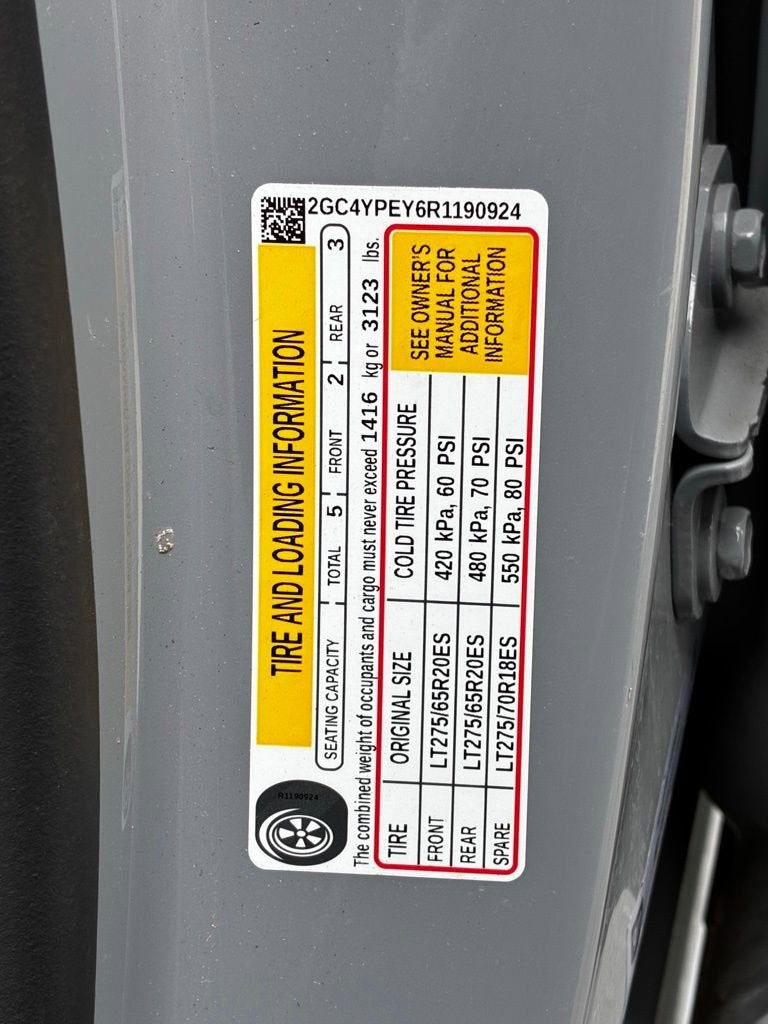 2GC4YPEY6R1190924
TIRE AND LOADING INFORMATION
SEATING CAPACITY TOTAL 5 FRONT 2 REAR 3
The combined weight of occupants and cargo must never exceed 1416 kg or 3123 lbs.
TIRE ORIGINAL SIZE COLD TIRE PRESSURE
FRONT LT275/65R20ES 420 kPa, 60 PSI
REAR LT275/65R20ES 480 kPa, 70 PSI
SPARE LT275/70R18ES 550 kPa, 80 PSI
SEE OWNER'S
MANUAL FOR
ADDITIONAL
INFORMATION
R1190924